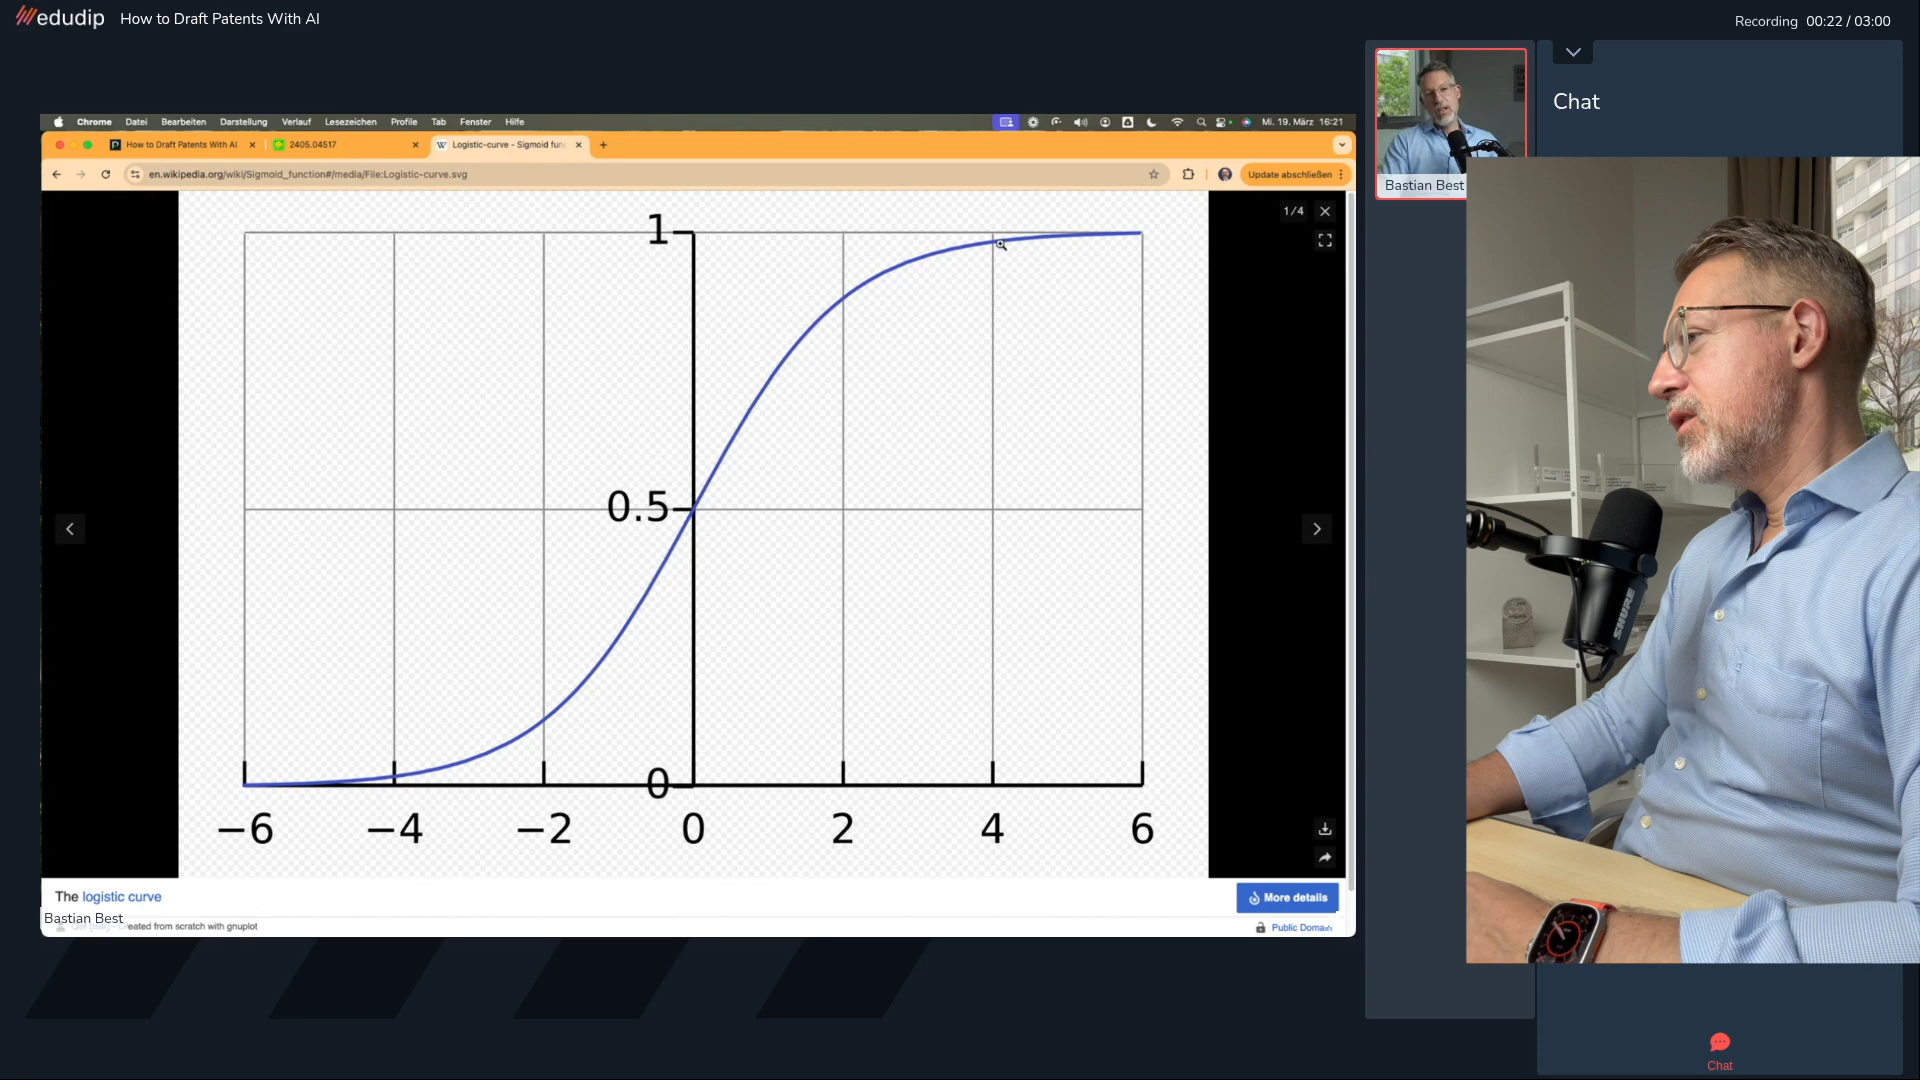 edudip How to Draft Patents With AI
Recording 00:22 / 03:00
Chrome Datei Bearbeiten Darstellung Verlauf Lesezeichen Profile Tab Fenster Hilfe
Mi. 19. März 16:21
How to Draft Patents With AI
2405.04517
Logistic-curve - Sigmoid fun
en.wikipedia.org/wiki/Sigmoid_function#/media/File:Logistic-curve.svg
Update abschließen
1/4
1
0.5
0
−6 −4 −2 0 2 4 6
The logistic curve
More details
Bastian Best
eated from scratch with gnuplot
Public Domain
Bastian Best
Chat
SHURE
Chat